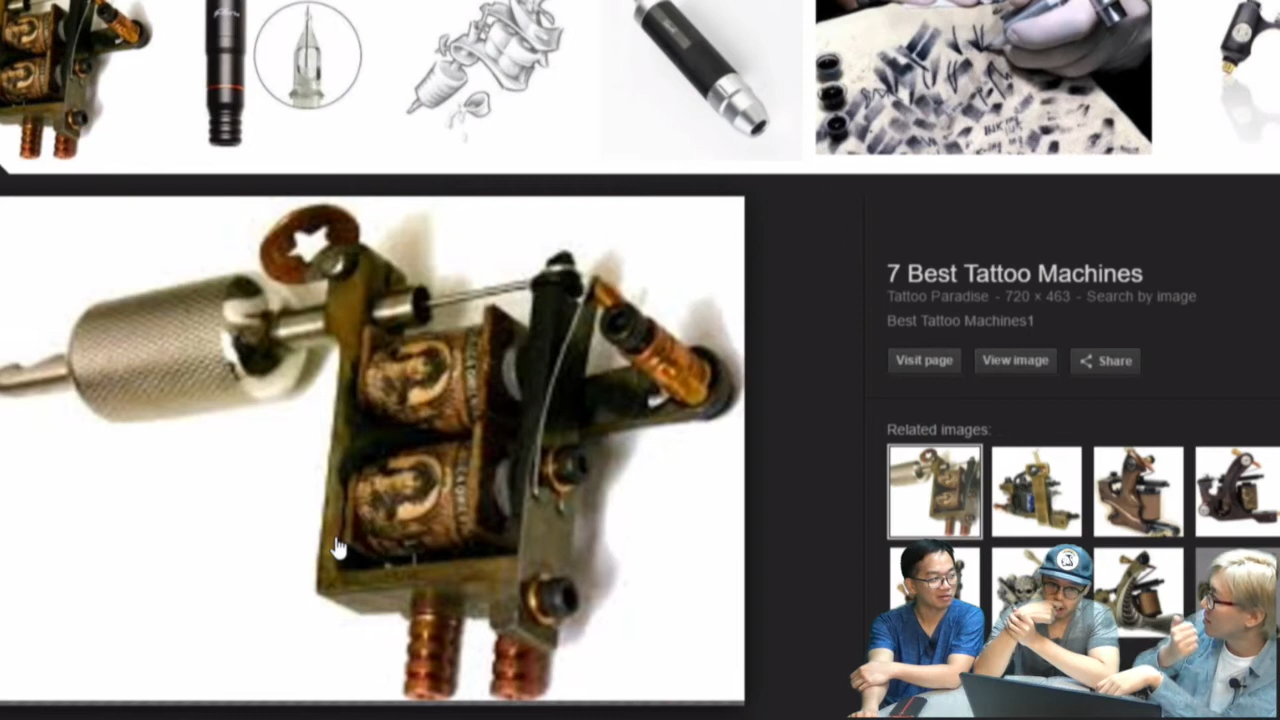 7 Best Tattoo Machines
Tattoo Paradise - 720 × 463 - Search by image
Best Tattoo Machines1
Visit page
View image
Share
Related images: